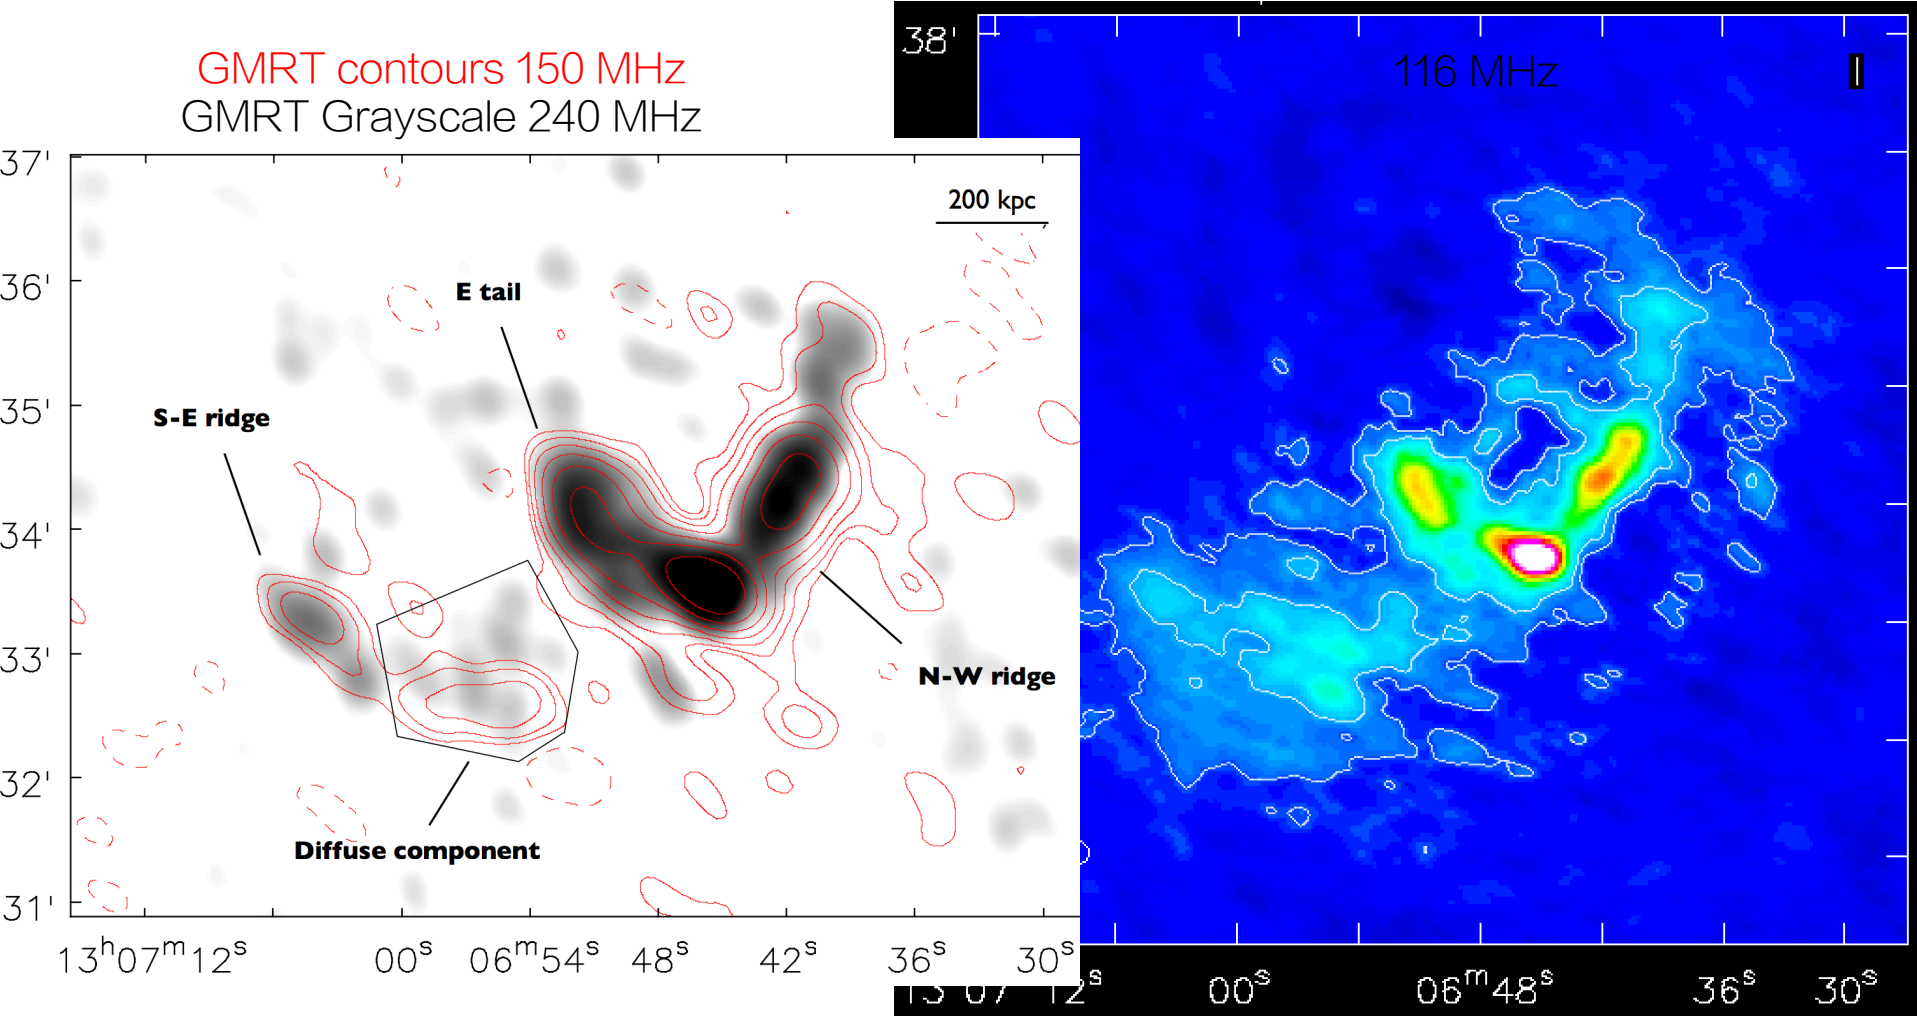 GMRT contours 150 MHz
GMRT Grayscale 240 MHz
37'
36'
35'
34'
33'
32'
31'
200 kpc
E tail
S-E ridge
N-W ridge
Diffuse component
13h07m12s 00s 06m54s 48s 42s 36s 30s
38'
116 MHz
s 00s 06m48s 36s 30s